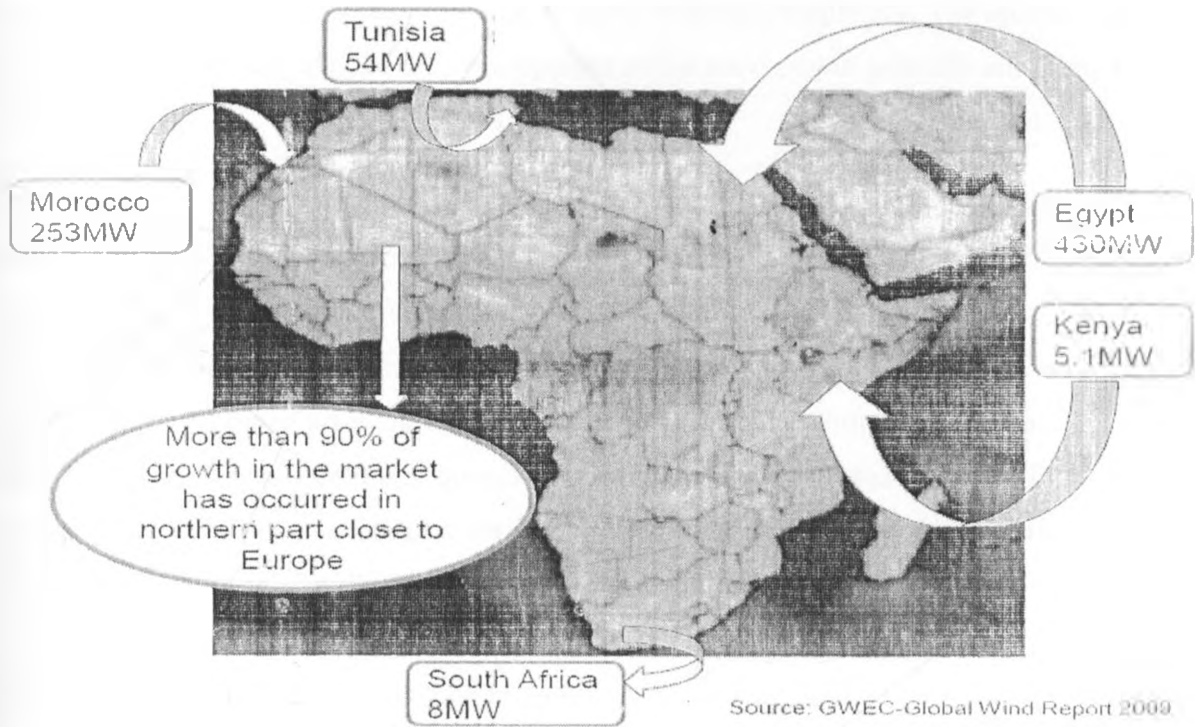 Tunisia
54MW
Morocco
253MW
Egypt
430MW
Kenya
5.1MW
More than 90% of
growth in the market
has occurred in
northern part close to
Europe
South Africa
8MW
Source: GWEC-Global Wind Report 2009